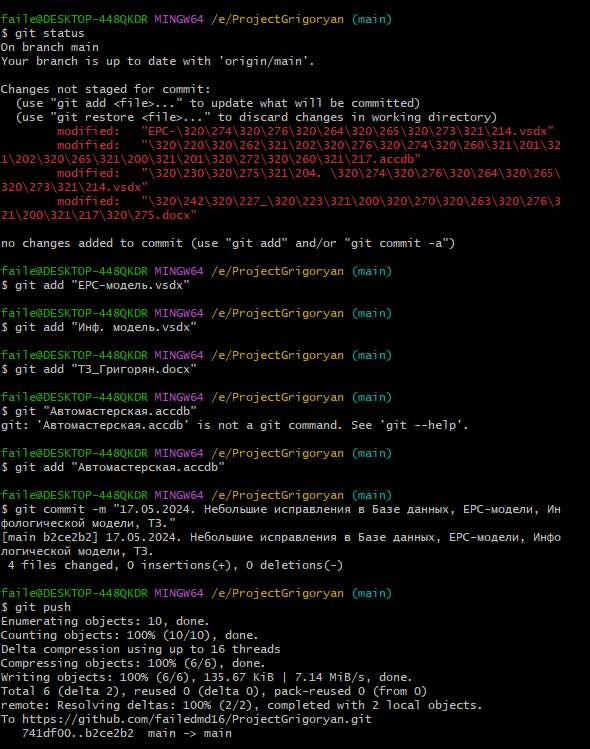 faile@DESKTOP-448QKDR MINGW64 /e/ProjectGrigoryan (main)
$ git status
On branch main
Your branch is up to date with 'origin/main'.

Changes not staged for commit:
  (use "git add <file>..." to update what will be committed)
  (use "git restore <file>..." to discard changes in working directory)
        modified:   "EPC-\320\274\320\276\320\264\320\265\320\273\321\214.vsdx"
        modified:   "\320\220\320\262\321\202\320\276\320\274\320\260\321\201\32
1\202\320\265\321\200\321\201\320\272\320\260\321\217.accdb"
        modified:   "\320\230\320\275\321\204. \320\274\320\276\320\264\320\265\
320\273\321\214.vsdx"
        modified:   "\320\242\320\227_\320\223\321\200\320\270\320\263\320\276\3
21\200\321\217\320\275.docx"

no changes added to commit (use "git add" and/or "git commit -a")

faile@DESKTOP-448QKDR MINGW64 /e/ProjectGrigoryan (main)
$ git add "EPC-модель.vsdx"

faile@DESKTOP-448QKDR MINGW64 /e/ProjectGrigoryan (main)
$ git add "Инф. модель.vsdx"

faile@DESKTOP-448QKDR MINGW64 /e/ProjectGrigoryan (main)
$ git add "ТЗ_Григорян.docx"

faile@DESKTOP-448QKDR MINGW64 /e/ProjectGrigoryan (main)
$ git "Автомастерская.accdb"
git: 'Автомастерская.accdb' is not a git command. See 'git --help'.

faile@DESKTOP-448QKDR MINGW64 /e/ProjectGrigoryan (main)
$ git add "Автомастерская.accdb"

faile@DESKTOP-448QKDR MINGW64 /e/ProjectGrigoryan (main)
$ git commit -m "17.05.2024. Небольшие исправления в Базе данных, EPC-модели, Ин
фологической модели, ТЗ."
[main b2ce2b2] 17.05.2024. Небольшие исправления в Базе данных, EPC-модели, Инфо
логической модели, ТЗ.
 4 files changed, 0 insertions(+), 0 deletions(-)

faile@DESKTOP-448QKDR MINGW64 /e/ProjectGrigoryan (main)
$ git push
Enumerating objects: 10, done.
Counting objects: 100% (10/10), done.
Delta compression using up to 16 threads
Compressing objects: 100% (6/6), done.
Writing objects: 100% (6/6), 135.67 KiB | 7.14 MiB/s, done.
Total 6 (delta 2), reused 0 (delta 0), pack-reused 0 (from 0)
remote: Resolving deltas: 100% (2/2), completed with 2 local objects.
To https://github.com/failedmd16/ProjectGrigoryan.git
   741df00..b2ce2b2  main -> main